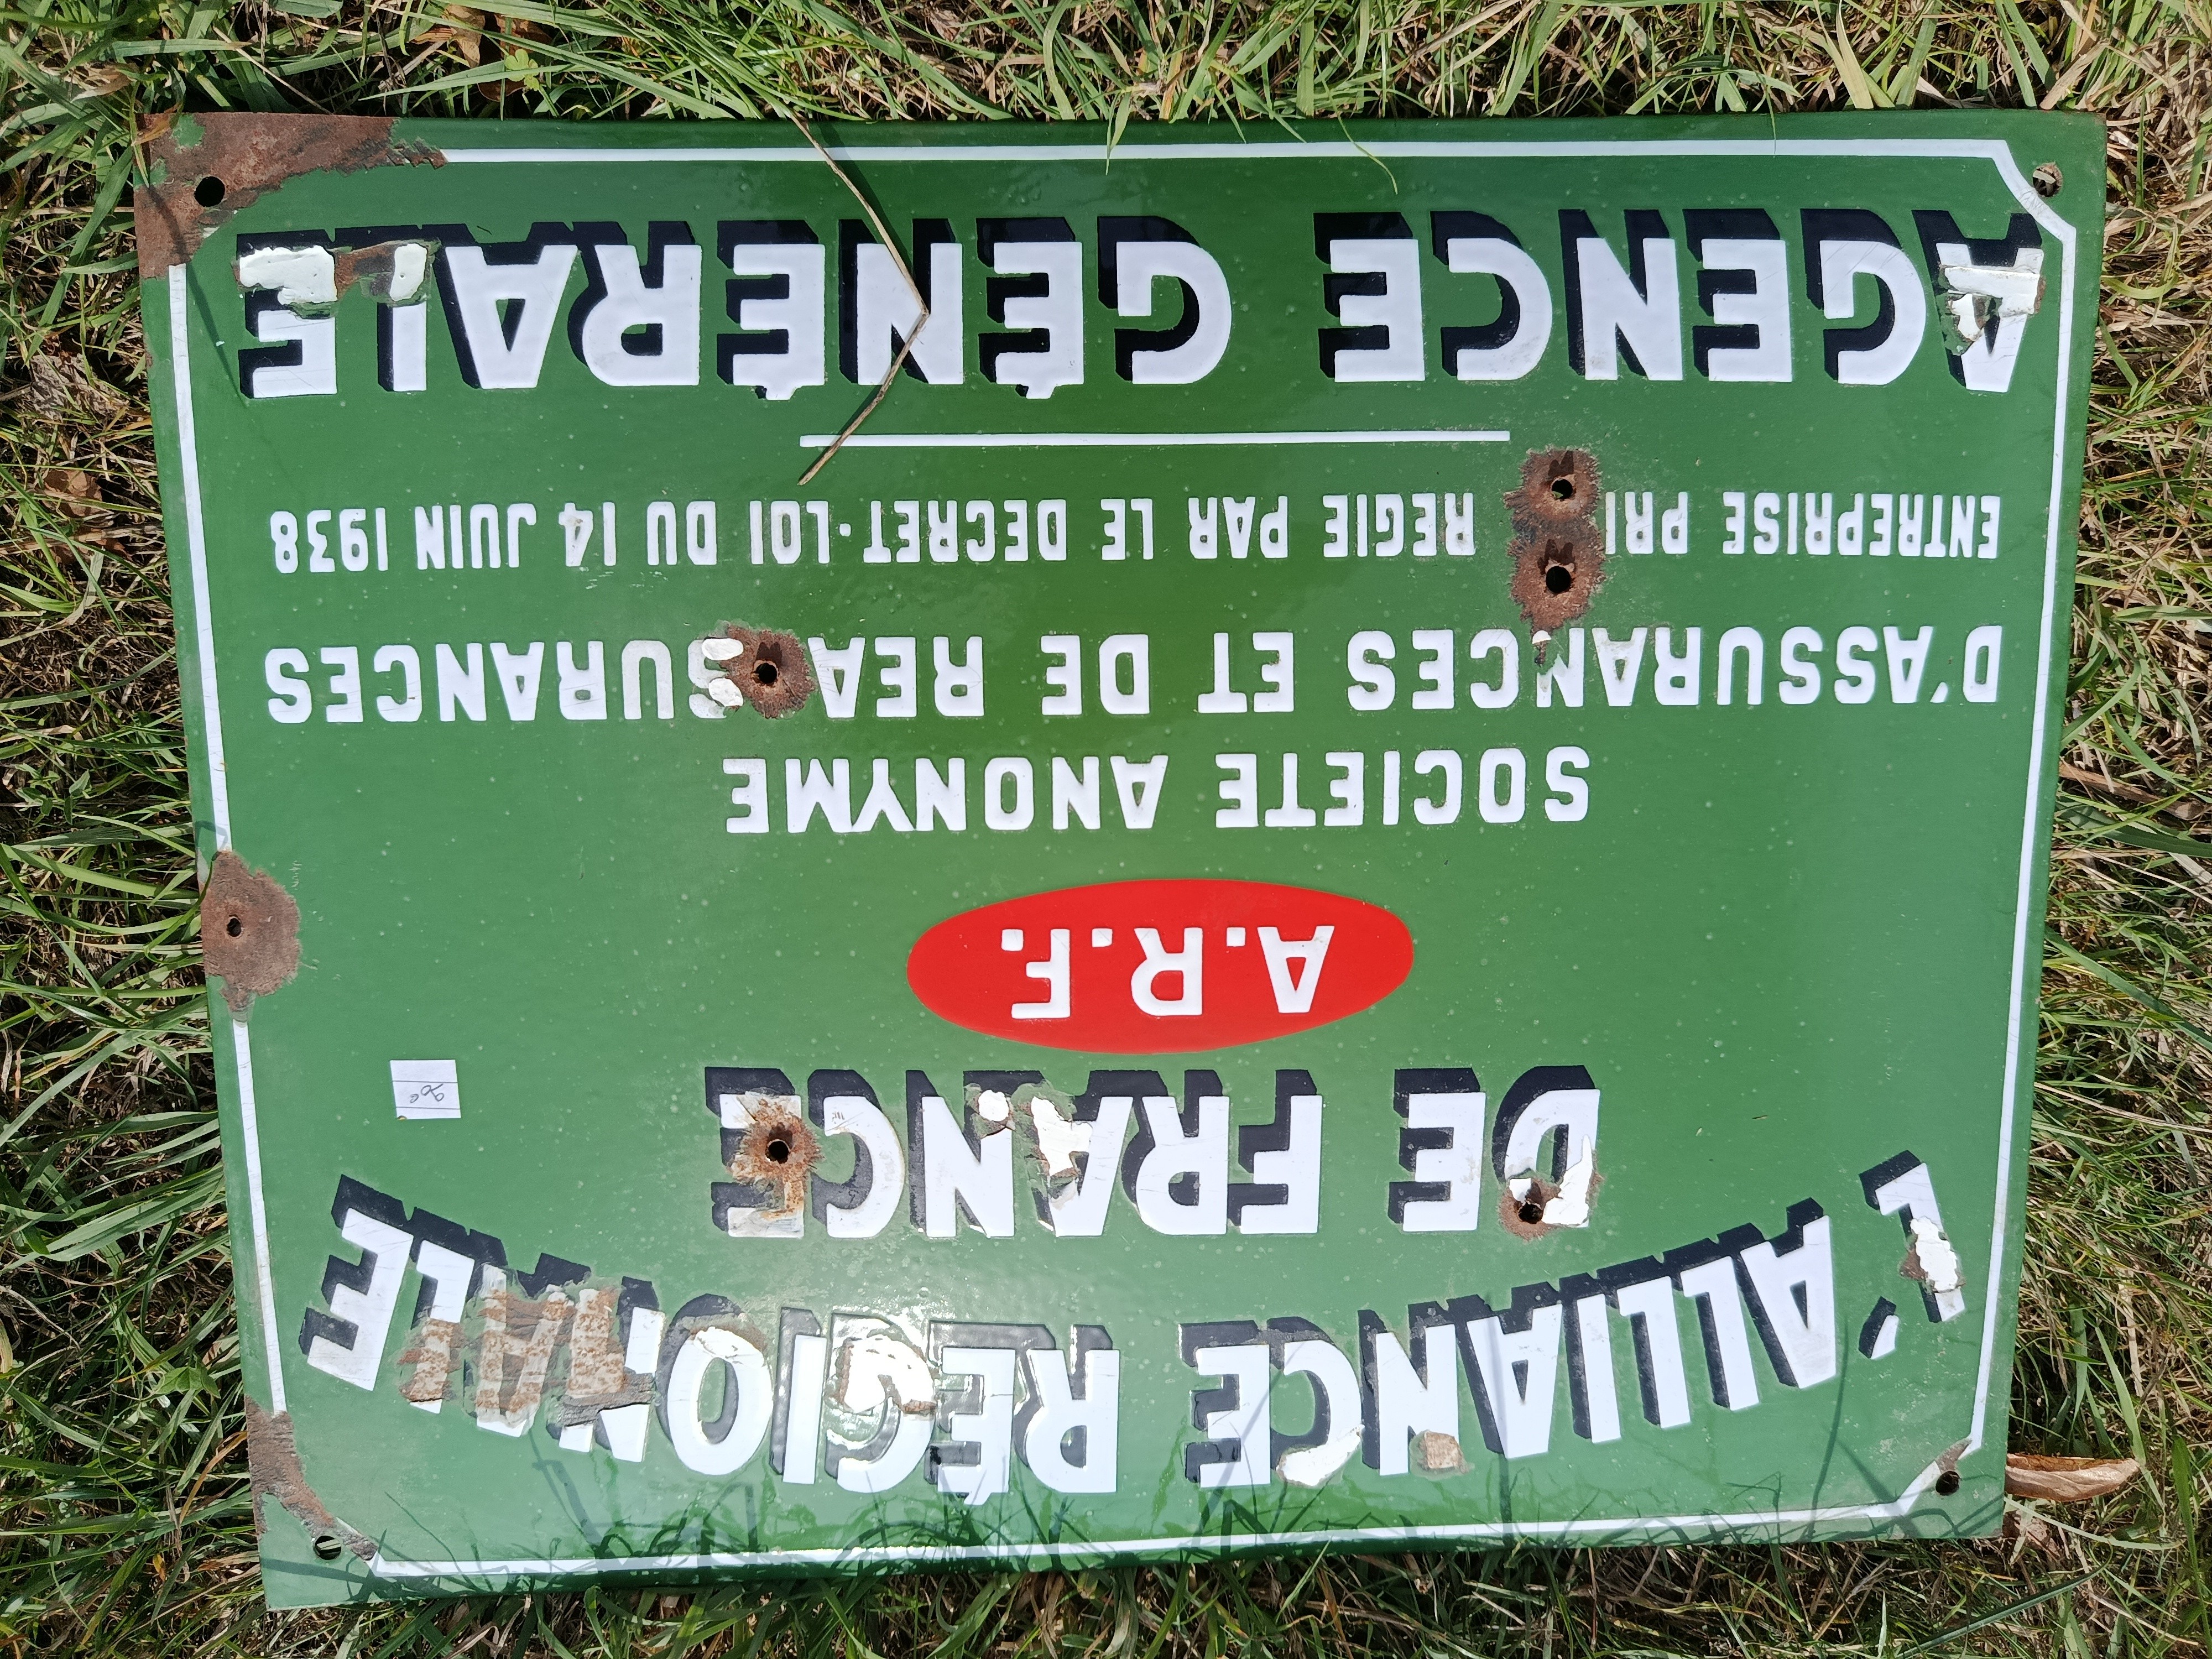 L'ALLIANCE RÉGIONALE
DE FRANCE
A.R.F.
SOCIETE ANONYME
D'ASSURANCES ET DE REASSURANCES
ENTREPRISE REGIE PAR LE DECRET-LOI DU 14 JUIN 1938
AGENCE GÉNÉRALE